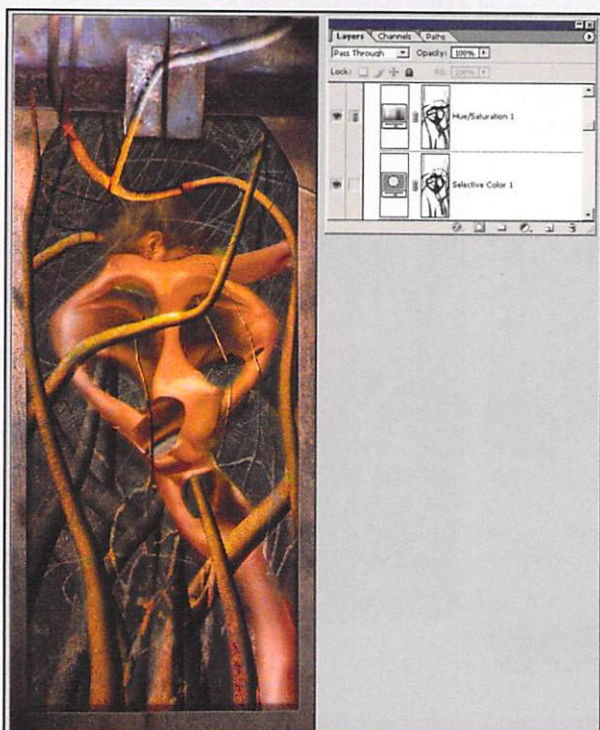 Layers Channels Paths
Pass Through Opacity: 100%
Lock: Fill: 100%
Hue/Saturation 1
Selective Color 1